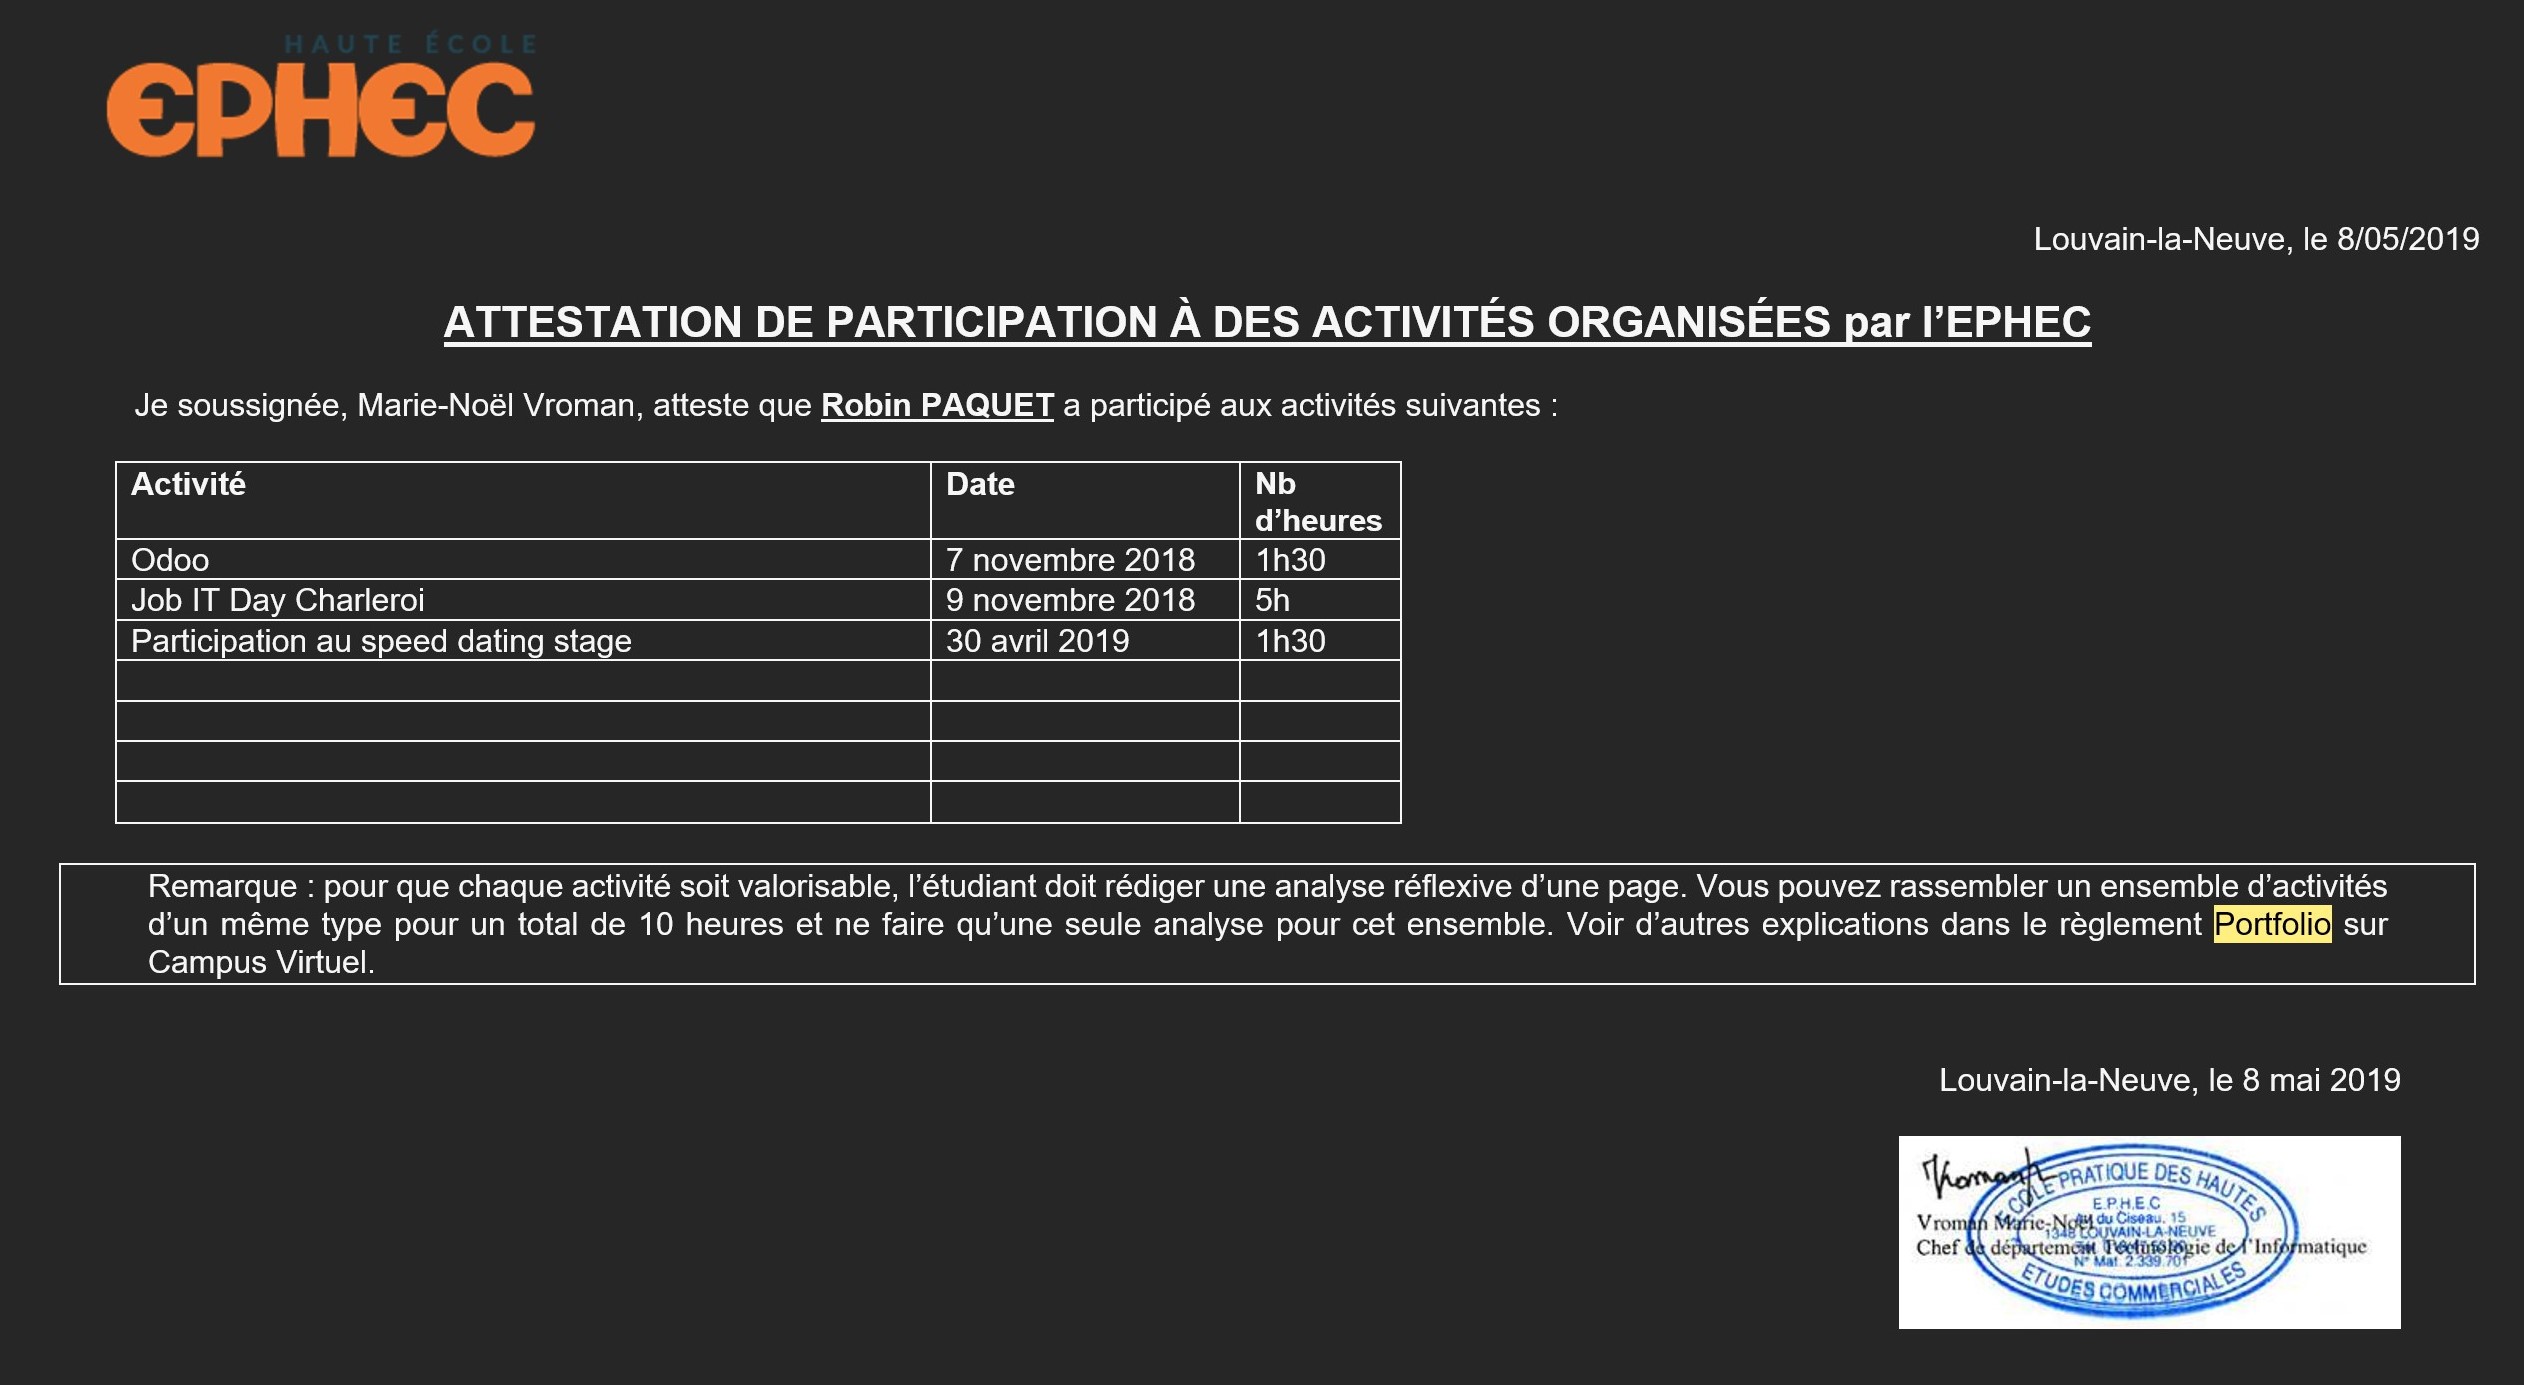 HAUTE ÉCOLE
EPHEC
Louvain-la-Neuve, le 8/05/2019
ATTESTATION DE PARTICIPATION À DES ACTIVITÉS ORGANISÉES par l’EPHEC
Je soussignée, Marie-Noël Vroman, atteste que Robin PAQUET a participé aux activités suivantes :
Activité Date Nb d’heures
Odoo 7 novembre 2018 1h30
Job IT Day Charleroi 9 novembre 2018 5h
Participation au speed dating stage 30 avril 2019 1h30
Remarque : pour que chaque activité soit valorisable, l’étudiant doit rédiger une analyse réflexive d’une page. Vous pouvez rassembler un ensemble d’activités
d’un même type pour un total de 10 heures et ne faire qu’une seule analyse pour cet ensemble. Voir d’autres explications dans le règlement Portfolio sur
Campus Virtuel.
Louvain-la-Neuve, le 8 mai 2019
ECOLE PRATIQUE DES HAUTES
E.P.H.E.C
Av du Ciseau, 15
1348 LOUVAIN-LA-NEUVE
N° Mat. 2.339.701
ETUDES COMMERCIALES
Vroman Marie-Noël
Chef de département Technologie de l’Informatique